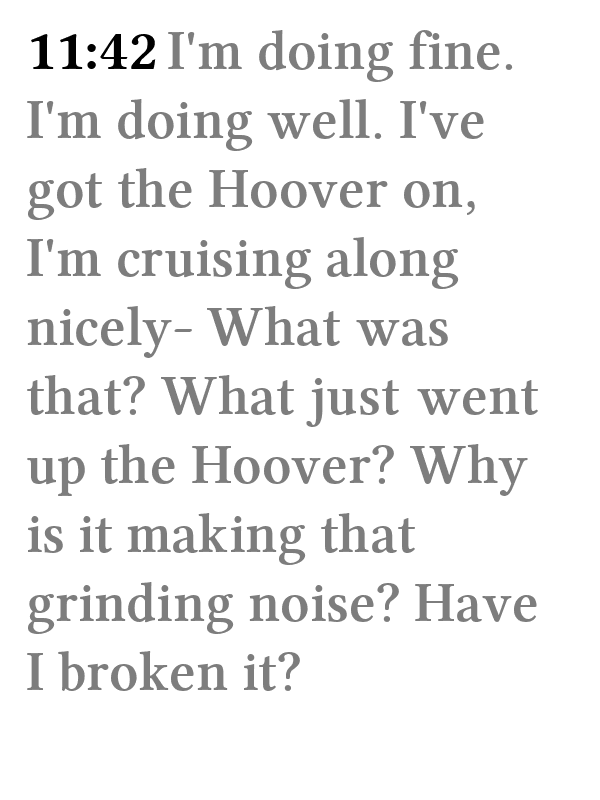 11:42 I'm doing fine.
I'm doing well. I've
got the Hoover on,
I'm cruising along
nicely- What was
that? What just went
up the Hoover? Why
is it making that
grinding noise? Have
I broken it?